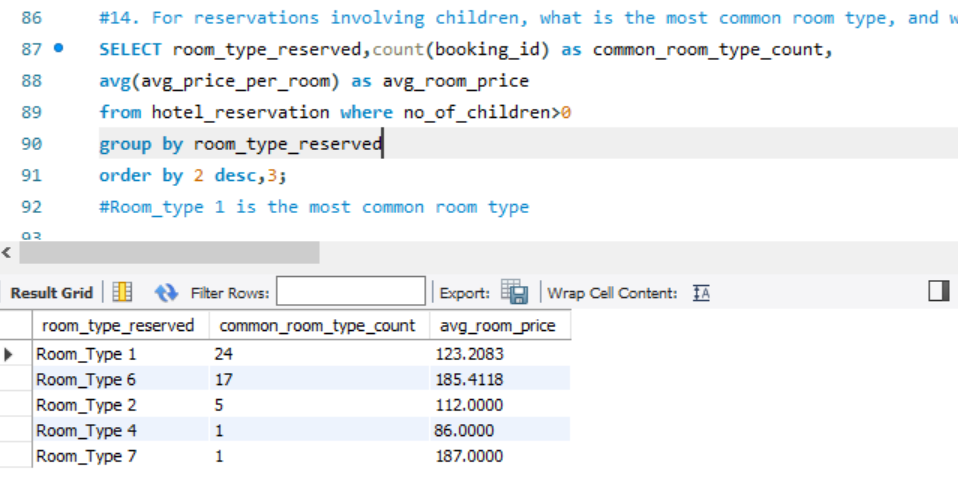 86 #14. For reservations involving children, what is the most common room type, and w
87 SELECT room_type_reserved,count(booking_id) as common_room_type_count,
88 avg(avg_price_per_room) as avg_room_price
89 from hotel_reservation where no_of_children>0
90 group by room_type_reserved
91 order by 2 desc,3;
92 #Room_type 1 is the most common room type
93
Result Grid Filter Rows: Export: Wrap Cell Content: IA
room_type_reserved common_room_type_count avg_room_price
Room_Type 1 24 123.2083
Room_Type 6 17 185.4118
Room_Type 2 5 112.0000
Room_Type 4 1 86.0000
Room_Type 7 1 187.0000